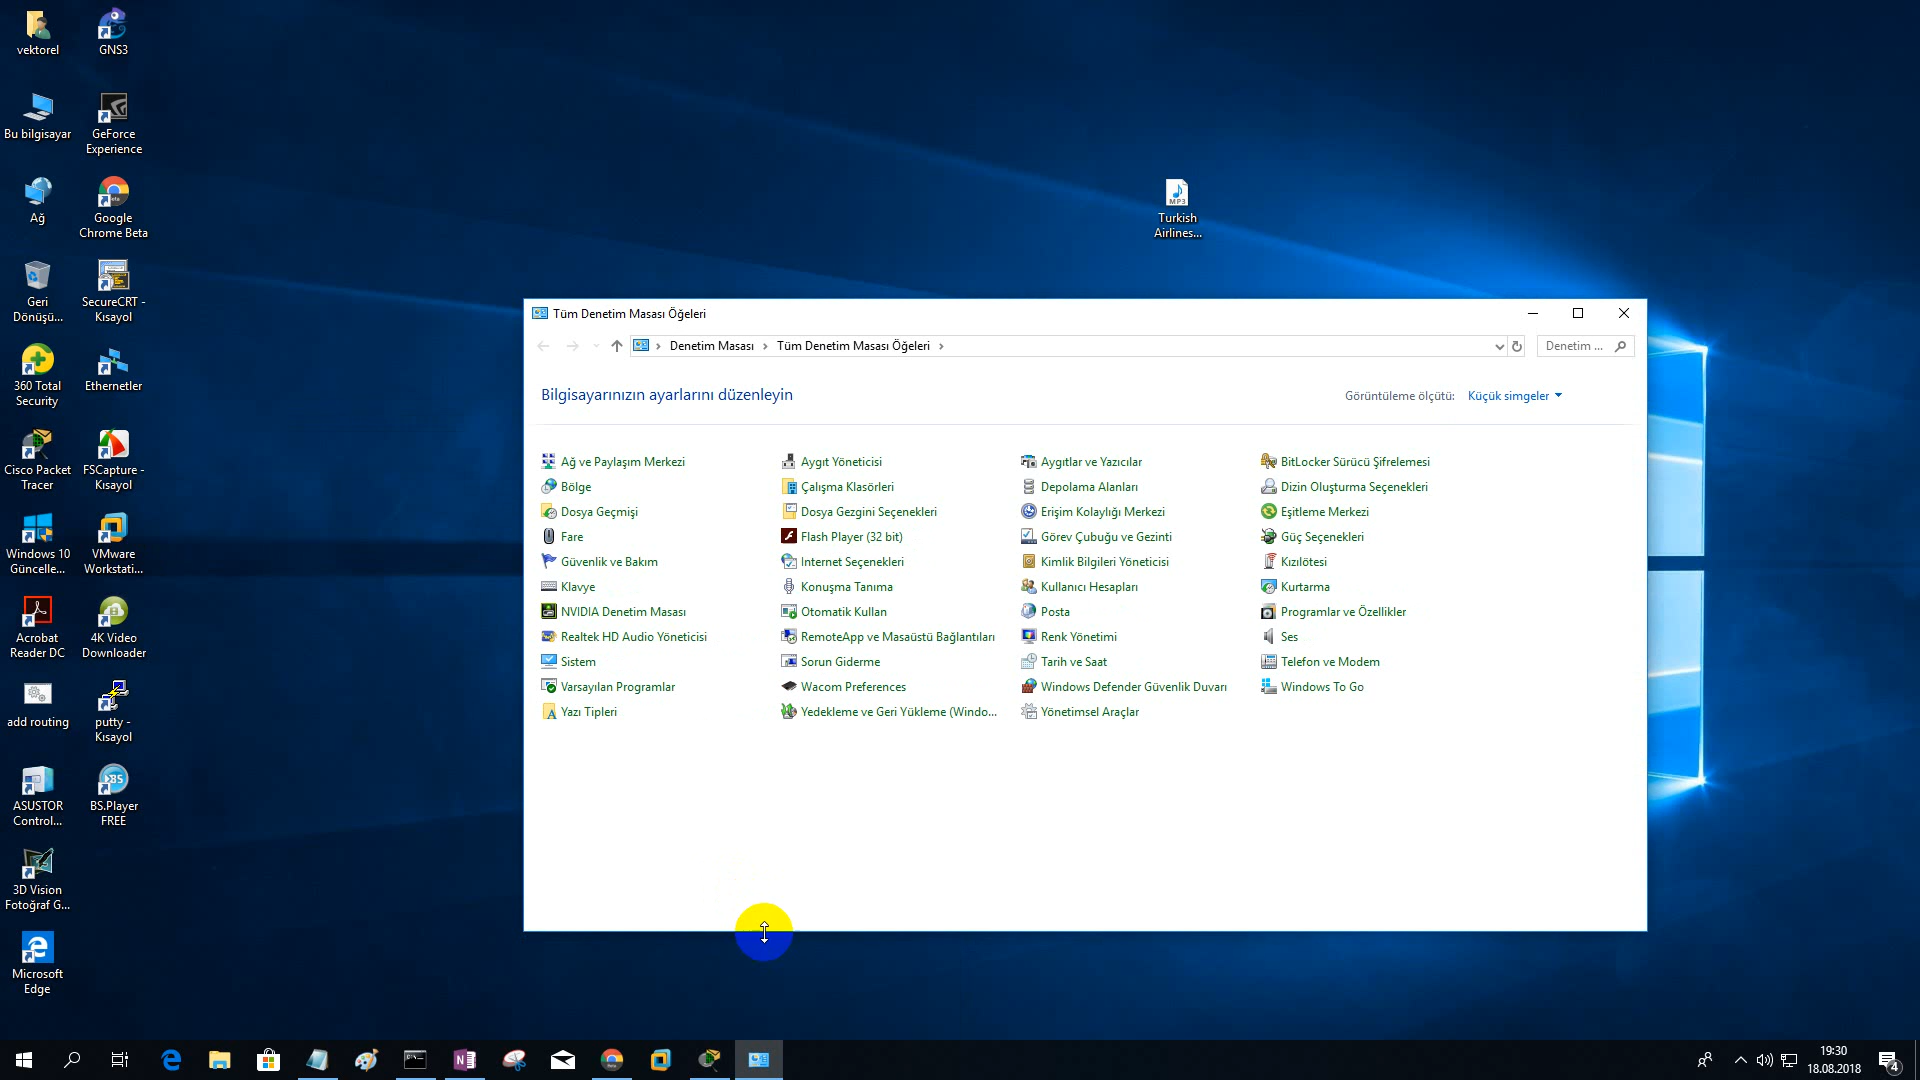 vektorel
GNS3
Bu bilgisayar
GeForce
Experience
Ağ
Google
Chrome Beta
Geri
Dönüşü...
SecureCRT -
Kısayol
360 Total
Security
Ethernetler
Cisco Packet
Tracer
FSCapture -
Kısayol
Windows 10
Güncelle...
VMware
Workstati...
Acrobat
Reader DC
4K Video
Downloader
add routing
putty -
Kısayol
ASUSTOR
Control...
BS.Player
FREE
3D Vision
Fotoğraf G...
Microsoft
Edge
MP3
Turkish
Airlines...
Tüm Denetim Masası Öğeleri
Denetim Masası › Tüm Denetim Masası Öğeleri ›
Denetim ...
Bilgisayarınızın ayarlarını düzenleyin
Görüntüleme ölçütü: Küçük simgeler
Ağ ve Paylaşım Merkezi
Aygıt Yöneticisi
Aygıtlar ve Yazıcılar
BitLocker Sürücü Şifrelemesi
Bölge
Çalışma Klasörleri
Depolama Alanları
Dizin Oluşturma Seçenekleri
Dosya Geçmişi
Dosya Gezgini Seçenekleri
Erişim Kolaylığı Merkezi
Eşitleme Merkezi
Fare
Flash Player (32 bit)
Görev Çubuğu ve Gezinti
Güç Seçenekleri
Güvenlik ve Bakım
Internet Seçenekleri
Kimlik Bilgileri Yöneticisi
Kızılötesi
Klavye
Konuşma Tanıma
Kullanıcı Hesapları
Kurtarma
NVIDIA Denetim Masası
Otomatik Kullan
Posta
Programlar ve Özellikler
Realtek HD Audio Yöneticisi
RemoteApp ve Masaüstü Bağlantıları
Renk Yönetimi
Ses
Sistem
Sorun Giderme
Tarih ve Saat
Telefon ve Modem
Varsayılan Programlar
Wacom Preferences
Windows Defender Güvenlik Duvarı
Windows To Go
Yazı Tipleri
Yedekleme ve Geri Yükleme (Windo...
Yönetimsel Araçlar
19:30
18.08.2018
4